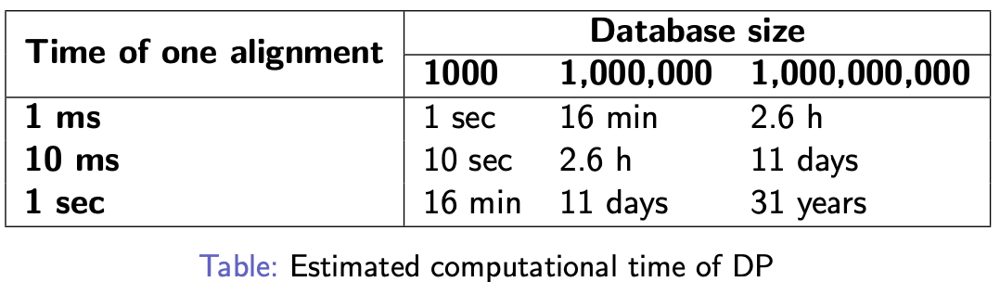 Time of one alignment Database size
1000 1,000,000 1,000,000,000
1 ms 1 sec 16 min 2.6 h
10 ms 10 sec 2.6 h 11 days
1 sec 16 min 11 days 31 years
Table: Estimated computational time of DP